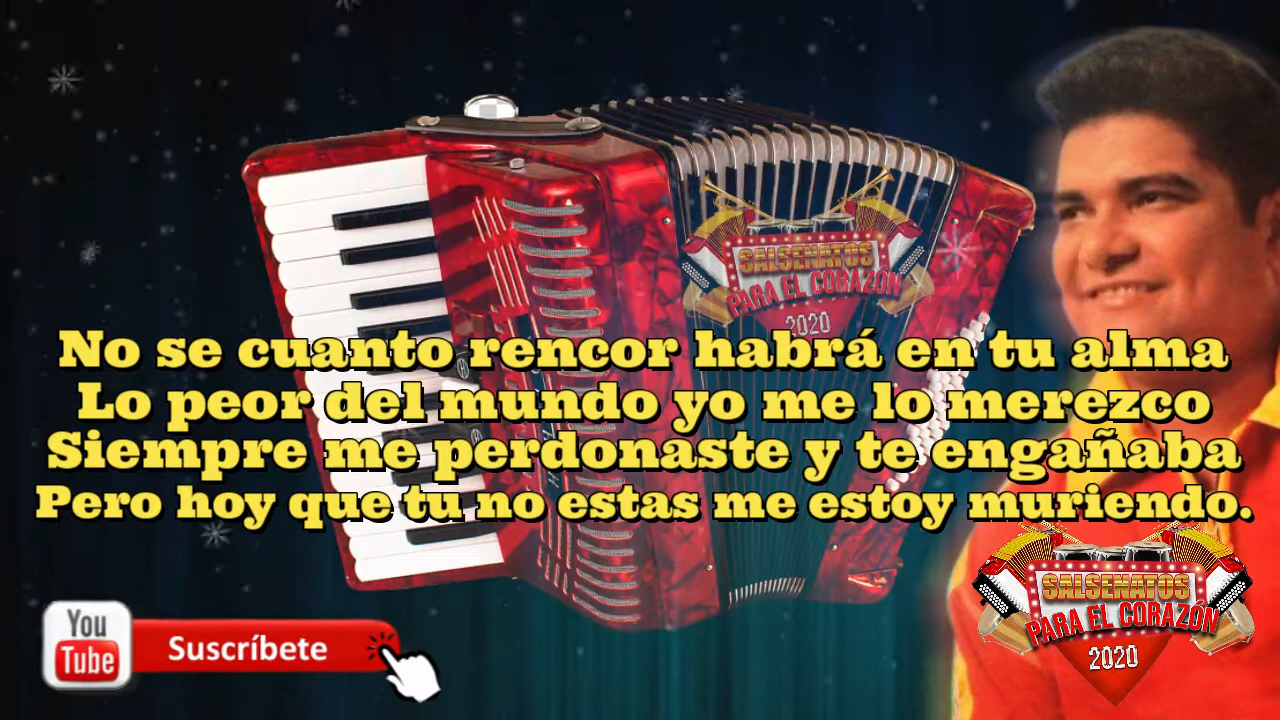 SALSENATOS
PARA EL CORAZÓN
2020
No se cuanto rencor habrá en tu alma
Lo peor del mundo yo me lo merezco
Siempre me perdonaste y te engañaba
Pero hoy que tu no estas me estoy muriendo.
SALSENATOS
PARA EL CORAZÓN
2020
You
Tube
Suscríbete